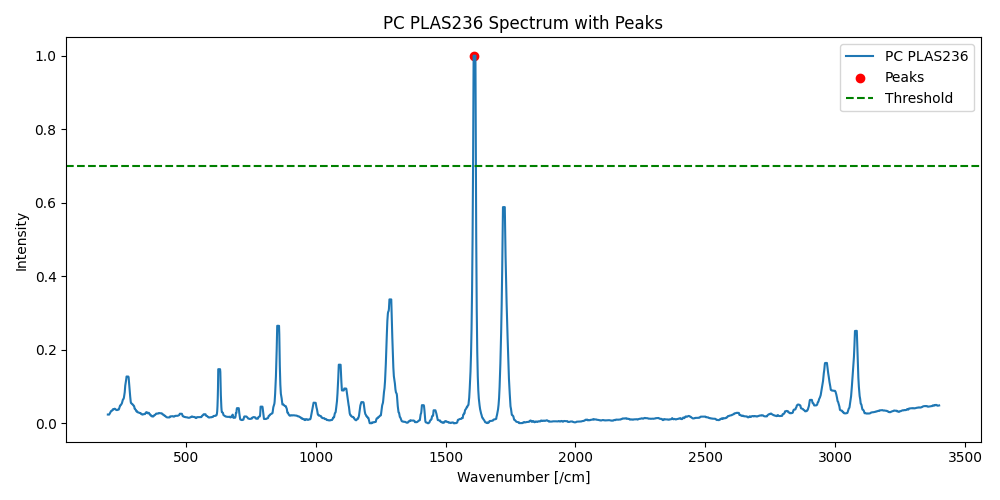 PC PLAS236 Spectrum with Peaks
PC PLAS236
Peaks
Threshold
Intensity
1.0
0.8
0.6
0.4
0.2
0.0
500 1000 1500 2000 2500 3000 3500
Wavenumber [/cm]